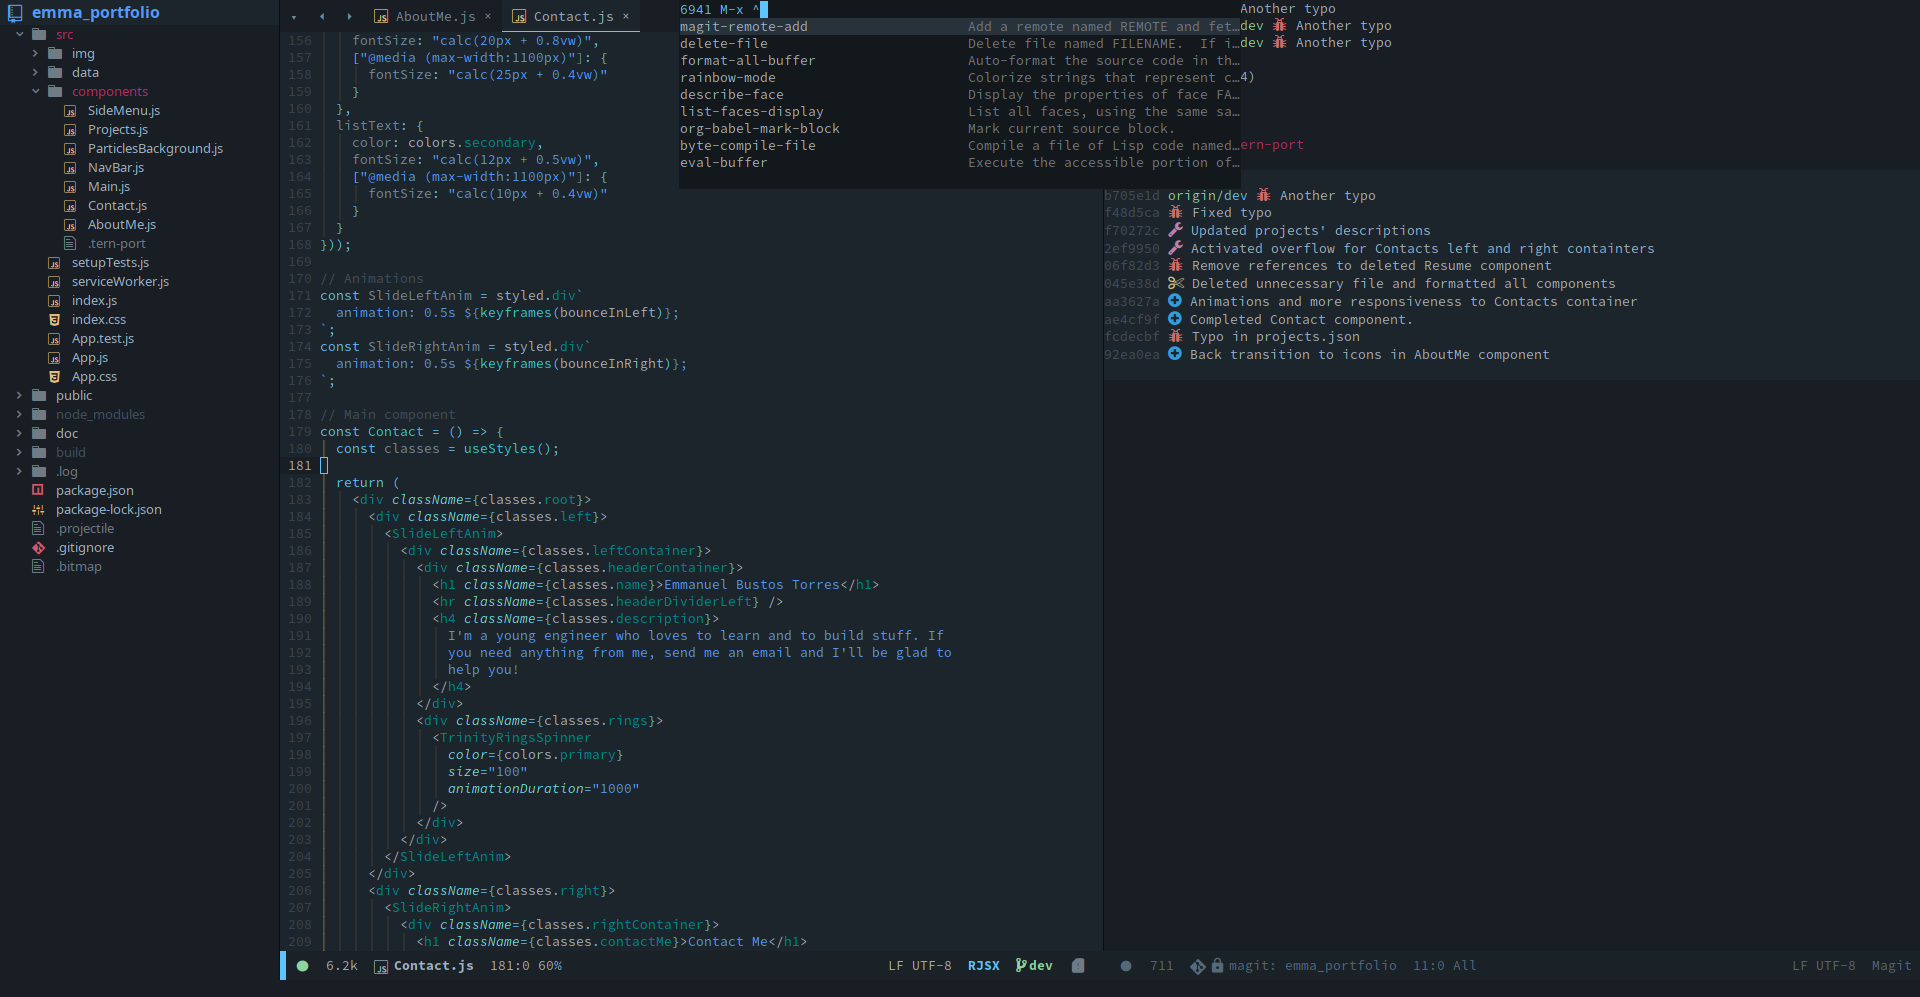 emma_portfolio
src
img
data
components
SideMenu.js
Projects.js
ParticlesBackground.js
NavBar.js
Main.js
Contact.js
AboutMe.js
.tern-port
setupTests.js
serviceWorker.js
index.js
index.css
App.test.js
App.js
App.css
public
node_modules
doc
build
.log
package.json
package-lock.json
.projectile
.gitignore
.bitmap
AboutMe.js ×
Contact.js ×
156 fontSize: "calc(20px + 0.8vw)",
157 ["@media (max-width:1100px)"]: {
158 fontSize: "calc(25px + 0.4vw)"
159 }
160 },
161 listText: {
162 color: colors.secondary,
163 fontSize: "calc(12px + 0.5vw)",
164 ["@media (max-width:1100px)"]: {
165 fontSize: "calc(10px + 0.4vw)"
166 }
167 }
168 }));
169
170 // Animations
171 const SlideLeftAnim = styled.div`
172 animation: 0.5s ${keyframes(bounceInLeft)};
173 `;
174 const SlideRightAnim = styled.div`
175 animation: 0.5s ${keyframes(bounceInRight)};
176 `;
177
178 // Main component
179 const Contact = () => {
180 const classes = useStyles();
181
182 return (
183 <div className={classes.root}>
184 <div className={classes.left}>
185 <SlideLeftAnim>
186 <div className={classes.leftContainer}>
187 <div className={classes.headerContainer}>
188 <h1 className={classes.name}>Emmanuel Bustos Torres</h1>
189 <hr className={classes.headerDividerLeft} />
190 <h4 className={classes.description}>
191 I'm a young engineer who loves to learn and to build stuff. If
192 you need anything from me, send me an email and I'll be glad to
193 help you!
194 </h4>
195 </div>
196 <div className={classes.rings}>
197 <TrinityRingsSpinner
198 color={colors.primary}
199 size="100"
200 animationDuration="1000"
201 />
202 </div>
203 </div>
204 </SlideLeftAnim>
205 </div>
206 <div className={classes.right}>
207 <SlideRightAnim>
208 <div className={classes.rightContainer}>
209 <h1 className={classes.contactMe}>Contact Me</h1>
6941 M-x ^
magit-remote-add Add a remote named REMOTE and fet…
delete-file Delete file named FILENAME. If i…
format-all-buffer Auto-format the source code in th…
rainbow-mode Colorize strings that represent c…
describe-face Display the properties of face FA…
list-faces-display List all faces, using the same sa…
org-babel-mark-block Mark current source block.
byte-compile-file Compile a file of Lisp code named…
eval-buffer Execute the accessible portion of…
Another typo
dev Another typo
dev Another typo
4)
ern-port
b705e1d origin/dev Another typo
f48d5ca Fixed typo
f70272c Updated projects' descriptions
2ef9950 Activated overflow for Contacts left and right containters
06f82d3 Remove references to deleted Resume component
045e38d Deleted unnecessary file and formatted all components
aa3627a Animations and more responsiveness to Contacts container
ae4cf9f Completed Contact component.
fcdecbf Typo in projects.json
92ea0ea Back transition to icons in AboutMe component
6.2k Contact.js 181:0 60% LF UTF-8 RJSX dev
711 magit: emma_portfolio 11:0 All LF UTF-8 Magit